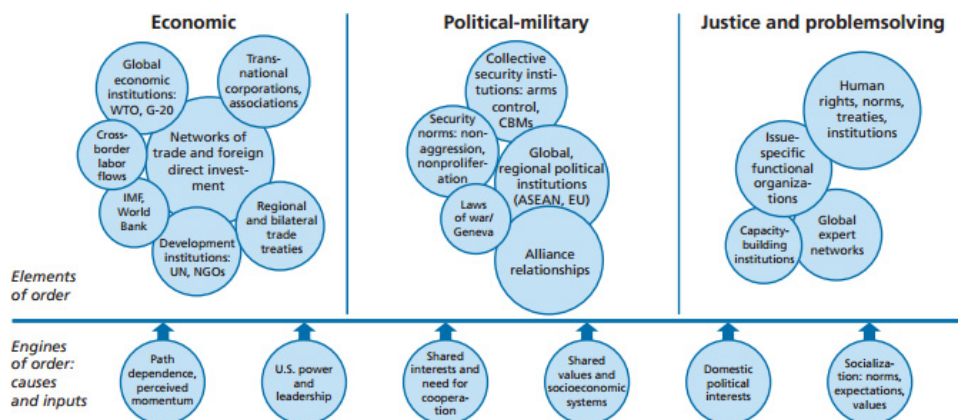 Economic
Global
economic
institutions:
WTO, G-20
Trans-
national
corporations,
associations
Cross-
border
labor
flows
Networks of
trade and foreign
direct invest-
ment
IMF,
World
Bank
Regional
and bilateral
trade
treaties
Development
institutions:
UN, NGOs
Political-military
Collective
security insti-
tutions: arms
control,
CBMs
Security
norms: non-
aggression,
nonprolifer-
ation
Global,
regional political
institutions
(ASEAN, EU)
Laws
of war/
Geneva
Alliance
relationships
Justice and problemsolving
Human
rights, norms,
treaties,
institutions
Issue-
specific
functional
organiza-
tions
Capacity-
building
institutions
Global
expert
networks
Elements
of order
Engines
of order:
causes
and inputs
Path
dependence,
perceived
momentum
U.S. power
and
leadership
Shared
interests and
need for
coopera-
tion
Shared
values and
socioeconomic
systems
Domestic
political
interests
Socializa-
tion: norms,
expectations,
values